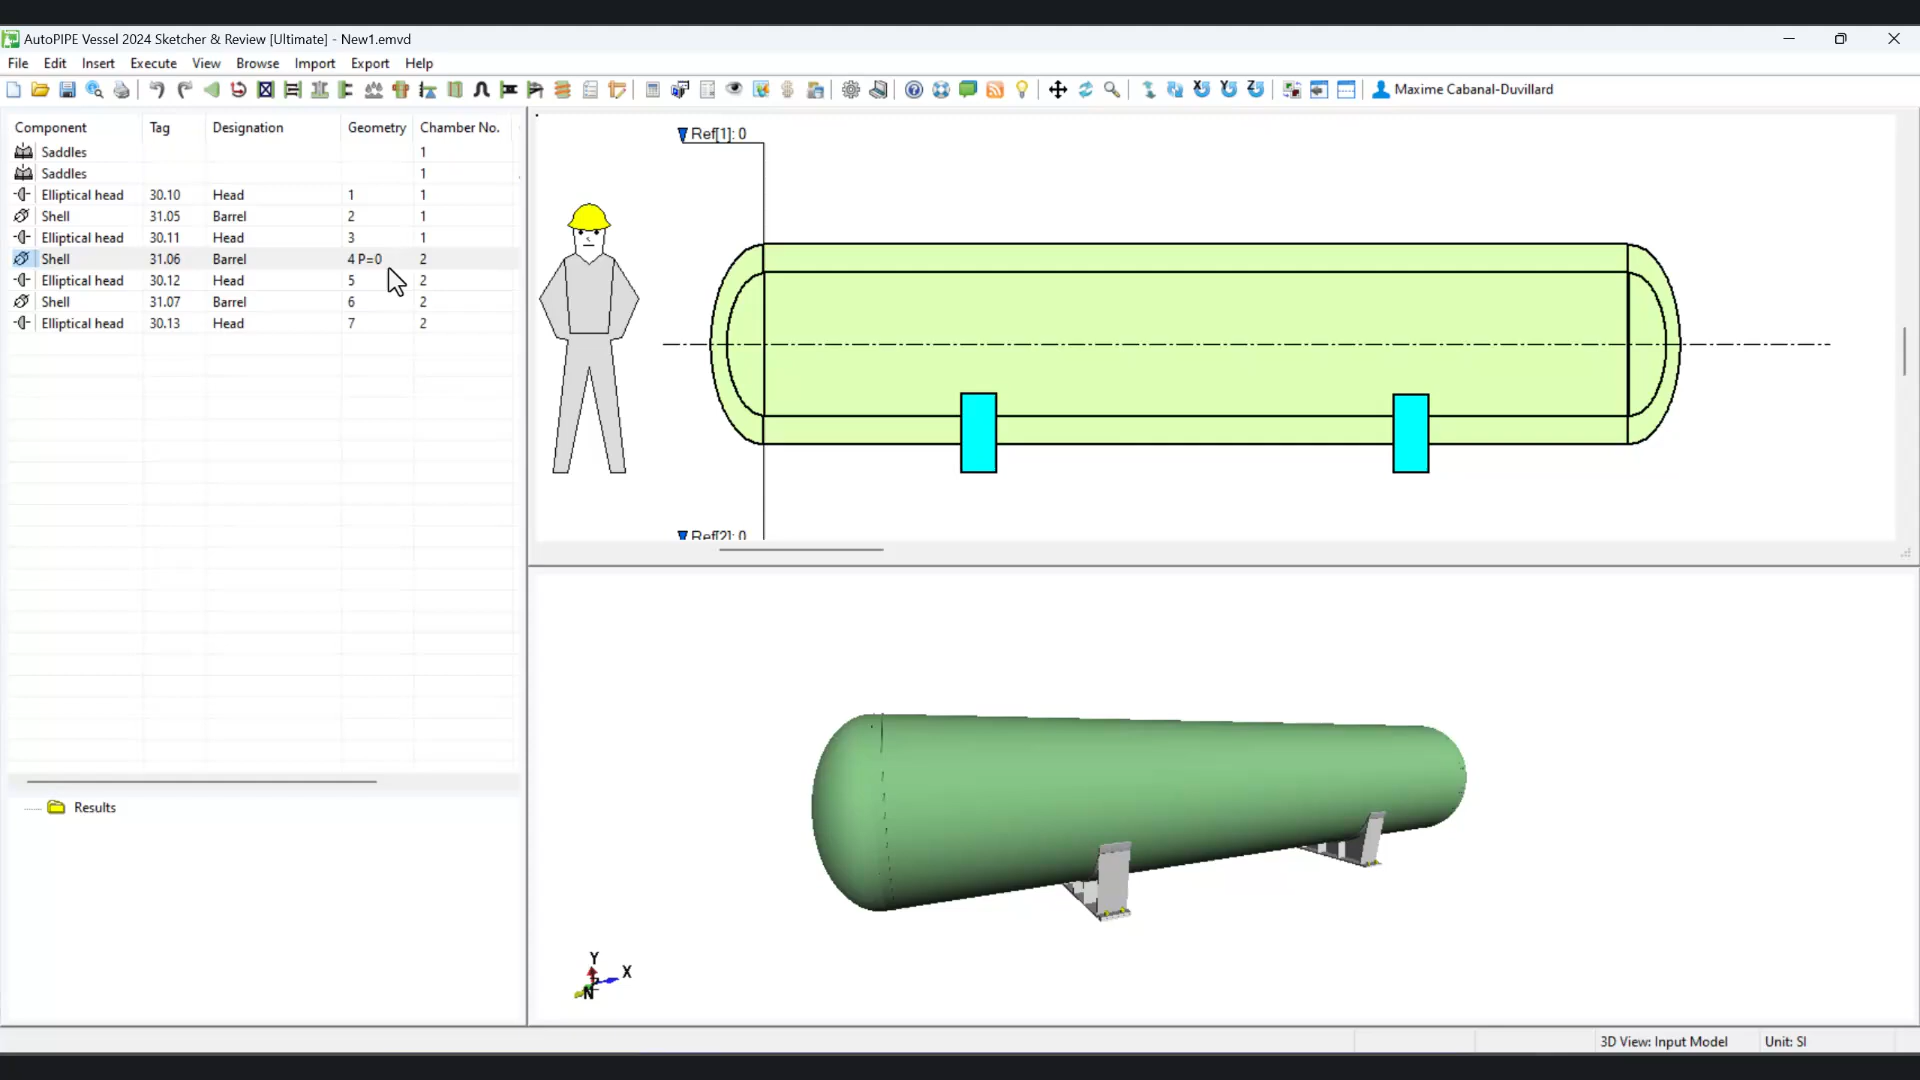 AutoPIPE Vessel 2024 Sketcher & Review [Ultimate] - New1.emvd
File Edit Insert Execute View Browse Import Export Help
Maxime Cabanal-Duvillard
Component Tag Designation Geometry Chamber No.
Saddles 1
Saddles 1
Elliptical head 30.10 Head 1 1
Shell 31.05 Barrel 2 1
Elliptical head 30.11 Head 3 1
Shell 31.06 Barrel 4 P=0 2
Elliptical head 30.12 Head 5 2
Shell 31.07 Barrel 6 2
Elliptical head 30.13 Head 7 2
Results
Ref[1]: 0
Ref[2]: 0
Y
X
N
3D View: Input Model Unit: SI